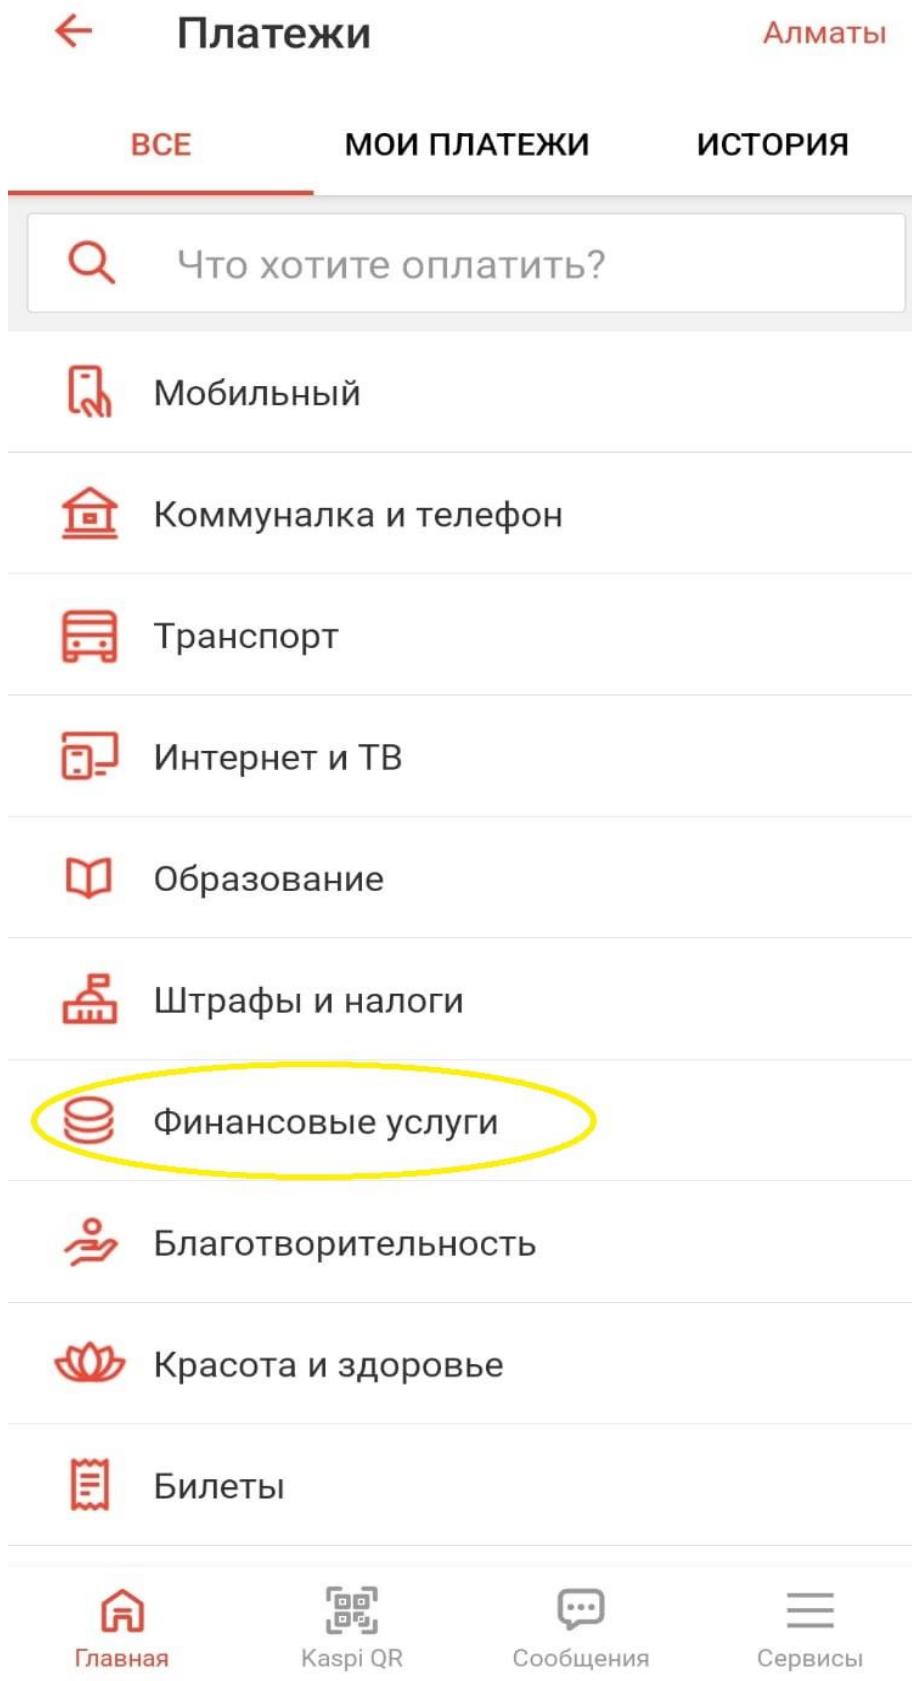 Платежи
Алматы
ВСЕ
МОИ ПЛАТЕЖИ
ИСТОРИЯ
Что хотите оплатить?
Мобильный
Коммуналка и телефон
Транспорт
Интернет и ТВ
Образование
Штрафы и налоги
Финансовые услуги
Благотворительность
Красота и здоровье
Билеты
Главная
Kaspi QR
Сообщения
Сервисы